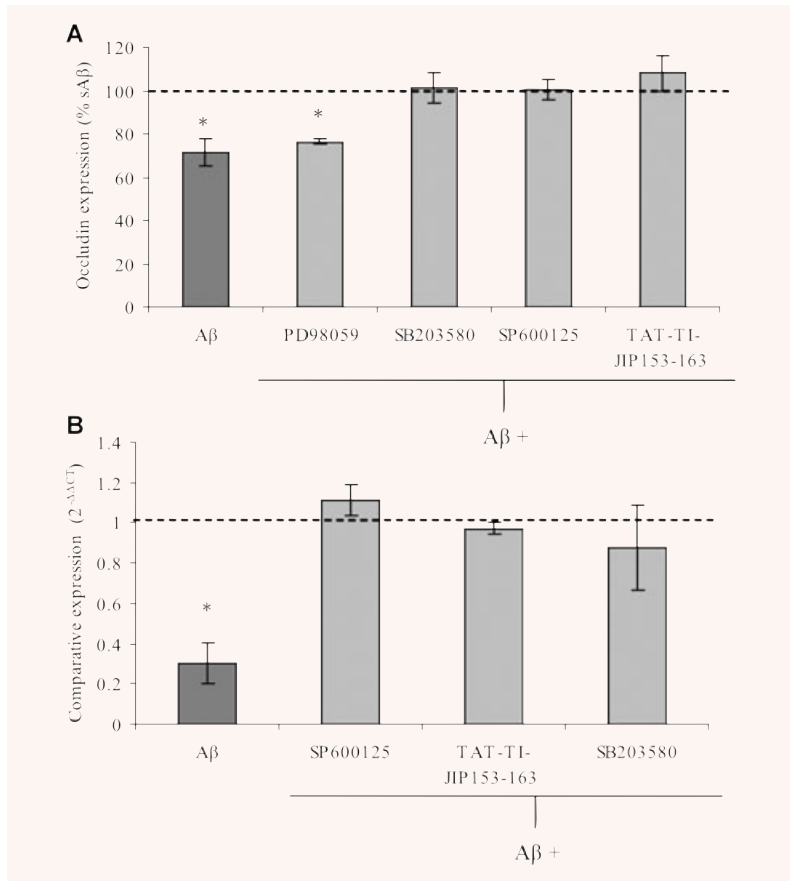 A
Occludin expression (% sAβ)
120
100
80
60
40
20
0
*
*
Aβ
PD98059
SB203580
SP600125
TAT-TI-
JIP153-163
Aβ +
B
Comparative expression (2^-ΔΔCT)
1.4
1.2
1
0.8
0.6
0.4
0.2
0
*
Aβ
SP600125
TAT-TI-
JIP153-163
SB203580
Aβ +